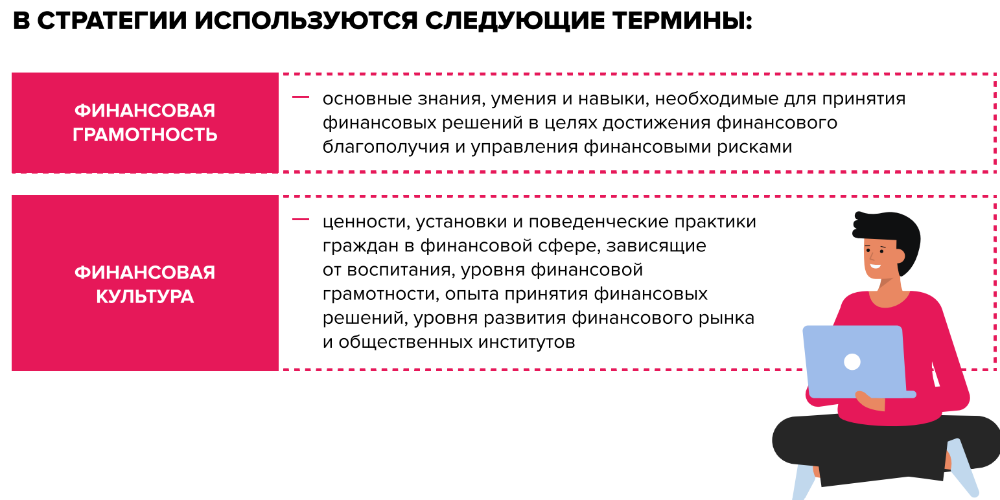 В СТРАТЕГИИ ИСПОЛЬЗУЮТСЯ СЛЕДУЮЩИЕ ТЕРМИНЫ:
ФИНАНСОВАЯ
ГРАМОТНОСТЬ
— основные знания, умения и навыки, необходимые для принятия
финансовых решений в целях достижения финансового
благополучия и управления финансовыми рисками
ФИНАНСОВАЯ
КУЛЬТУРА
— ценности, установки и поведенческие практики
граждан в финансовой сфере, зависящие
от воспитания, уровня финансовой
грамотности, опыта принятия финансовых
решений, уровня развития финансового рынка
и общественных институтов